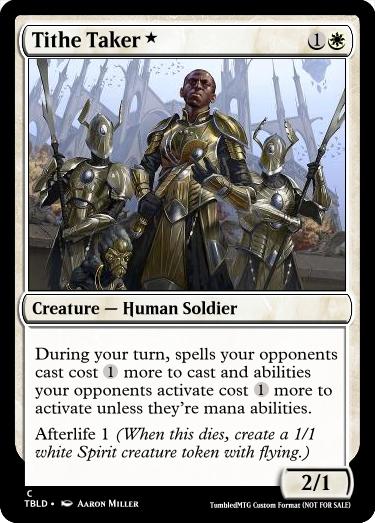 Tithe Taker ★ 1
Creature — Human Soldier
During your turn, spells your opponents
cast cost 1 more to cast and abilities
your opponents activate cost 1 more to
activate unless they're mana abilities.
Afterlife 1 (When this dies, create a 1/1
white Spirit creature token with flying.)
2/1
C
TBLD • Aaron Miller
TumbledMTG Custom Format (NOT FOR SALE)